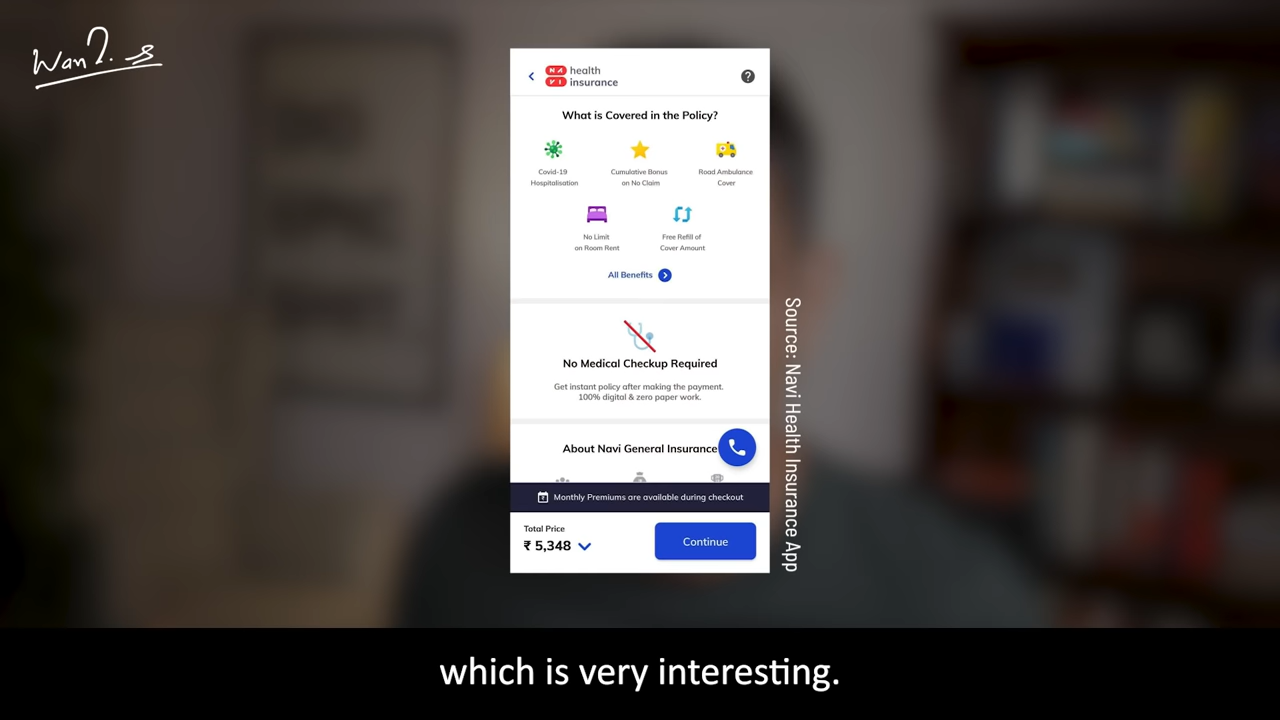 health
insurance
What is Covered in the Policy?
Covid-19
Hospitalisation
Cumulative Bonus
on No Claim
Road Ambulance
Cover
No Limit
on Room Rent
Free Refill of
Cover Amount
All Benefits
No Medical Checkup Required
Get instant policy after making the payment.
100% digital & zero paper work.
About Navi General Insurance
Monthly Premiums are available during checkout
Total Price
₹ 5,348
Continue
Source: Navi Health Insurance App
which is very interesting.